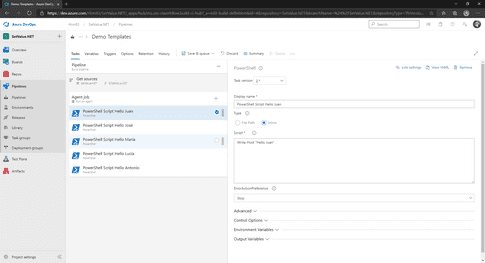 Demo Templates - Azure DevOps
https://dev.azure.com
Azure DevOps
SetValue.NET
Pipelines
Search
SetValue.NET
Demo Templates
Overview
Tasks
Variables
Triggers
Options
Retention
History
Save & queue
Discard
Summary
Queue
Boards
Repos
Pipelines
Pipelines
Environments
Releases
Library
Task groups
Deployment groups
Test Plans
Artifacts
Project settings
Pipeline
Get sources
Agent job
PowerShell Script Hello Juan
PowerShell
PowerShell Script Hello José
PowerShell
PowerShell Script Hello Maria
PowerShell
PowerShell Script Hello Lucia
PowerShell
PowerShell Script Hello Antonio
PowerShell
PowerShell
Link settings
View YAML
Remove
Task version
2.*
Display name *
PowerShell Script Hello Juan
Type
File Path
Inline
Script *
Write-Host "Hello Juan"
ErrorActionPreference
Stop
Advanced
Control Options
Environment Variables
Output Variables